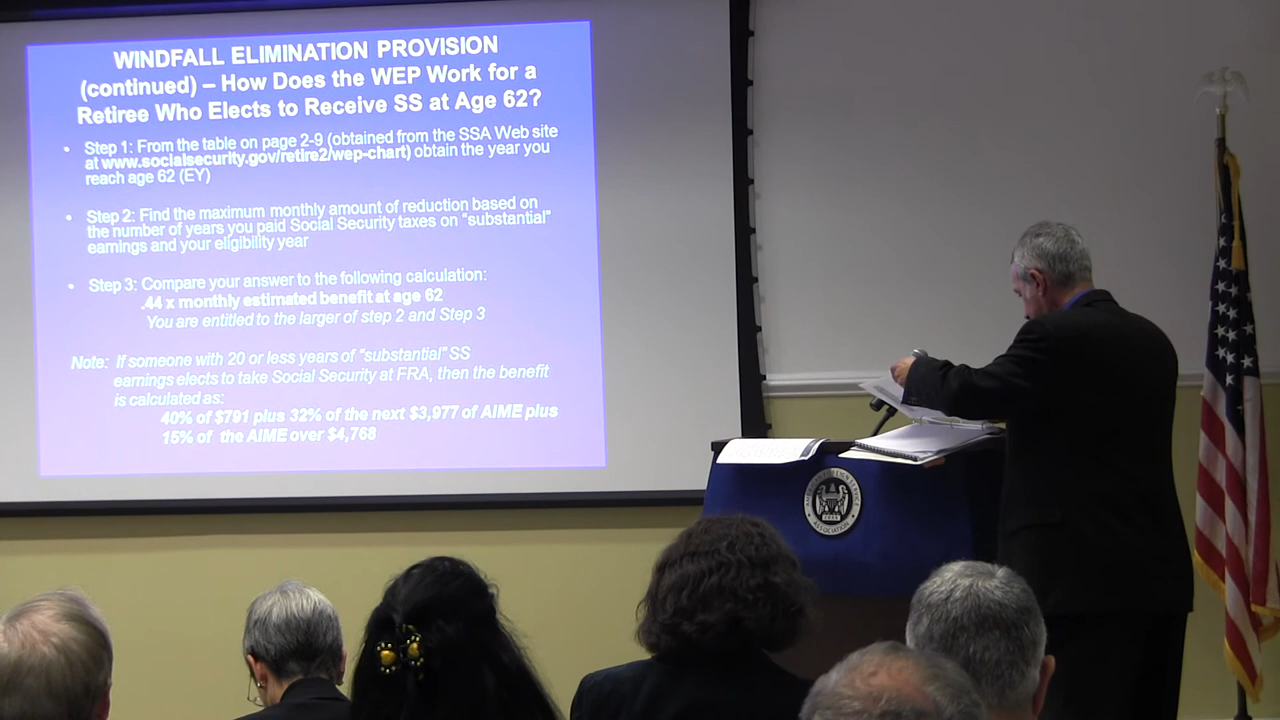 WINDFALL ELIMINATION PROVISION
(continued) – How Does the WEP Work for a
Retiree Who Elects to Receive SS at Age 62?
• Step 1: From the table on page 2-9 (obtained from the SSA Web site
at www.socialsecurity.gov/retire2/wep-chart) obtain the year you
reach age 62 (EY)
• Step 2: Find the maximum monthly amount of reduction based on
the number of years you paid Social Security taxes on "substantial"
earnings and your eligibility year
• Step 3: Compare your answer to the following calculation:
.44 x monthly estimated benefit at age 62
You are entitled to the larger of step 2 and Step 3
Note: If someone with 20 or less years of "substantial" SS
earnings elects to take Social Security at FRA, then the benefit
is calculated as:
40% of $791 plus 32% of the next $3,977 of AIME plus
15% of the AIME over $4,768
AMERICAN FOREIGN SERVICE
ASSOCIATION